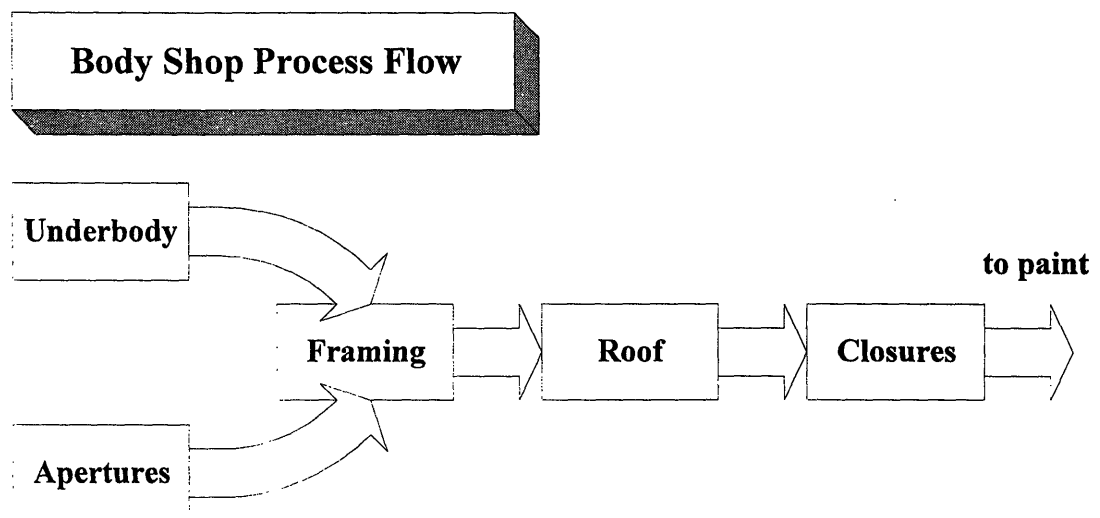 Body Shop Process Flow
Underbody
to paint
Framing
Roof
Closures
Apertures